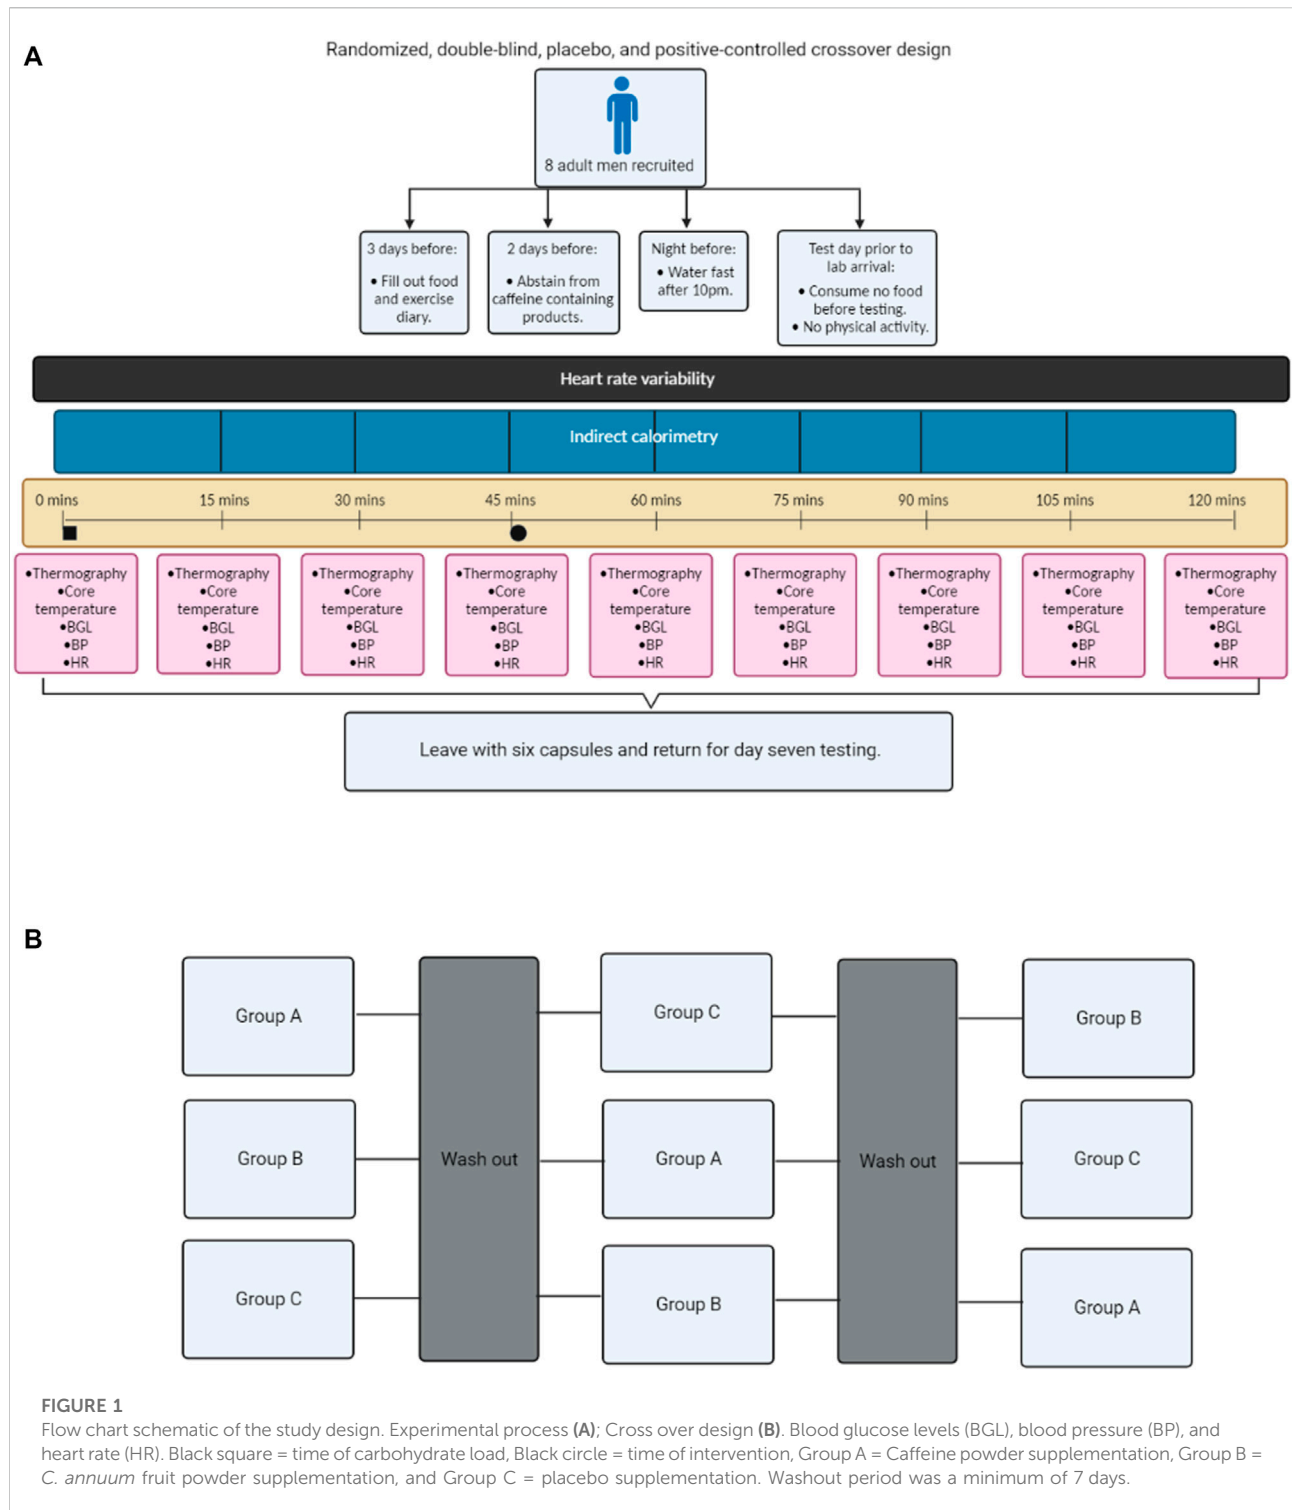 A
Randomized, double-blind, placebo, and positive-controlled crossover design
8 adult men recruited
3 days before:
• Fill out food
and exercise
diary.
2 days before:
• Abstain from
caffeine containing
products.
Night before:
• Water fast
after 10pm.
Test day prior to
lab arrival:
• Consume no food
before testing.
• No physical activity.
Heart rate variability
Indirect calorimetry
0 mins 15 mins 30 mins 45 mins 60 mins 75 mins 90 mins 105 mins 120 mins
•Thermography
•Core
temperature
•BGL
•BP
•HR
•Thermography
•Core
temperature
•BGL
•BP
•HR
•Thermography
•Core
temperature
•BGL
•BP
•HR
•Thermography
•Core
temperature
•BGL
•BP
•HR
•Thermography
•Core
temperature
•BGL
•BP
•HR
•Thermography
•Core
temperature
•BGL
•BP
•HR
•Thermography
•Core
temperature
•BGL
•BP
•HR
•Thermography
•Core
temperature
•BGL
•BP
•HR
•Thermography
•Core
temperature
•BGL
•BP
•HR
Leave with six capsules and return for day seven testing.
B
Group A
Group C
Group B
Group B
Wash out
Group A
Wash out
Group C
Group C
Group B
Group A
FIGURE 1
Flow chart schematic of the study design. Experimental process (A); Cross over design (B). Blood glucose levels (BGL), blood pressure (BP), and
heart rate (HR). Black square = time of carbohydrate load, Black circle = time of intervention, Group A = Caffeine powder supplementation, Group B =
C. annuum fruit powder supplementation, and Group C = placebo supplementation. Washout period was a minimum of 7 days.